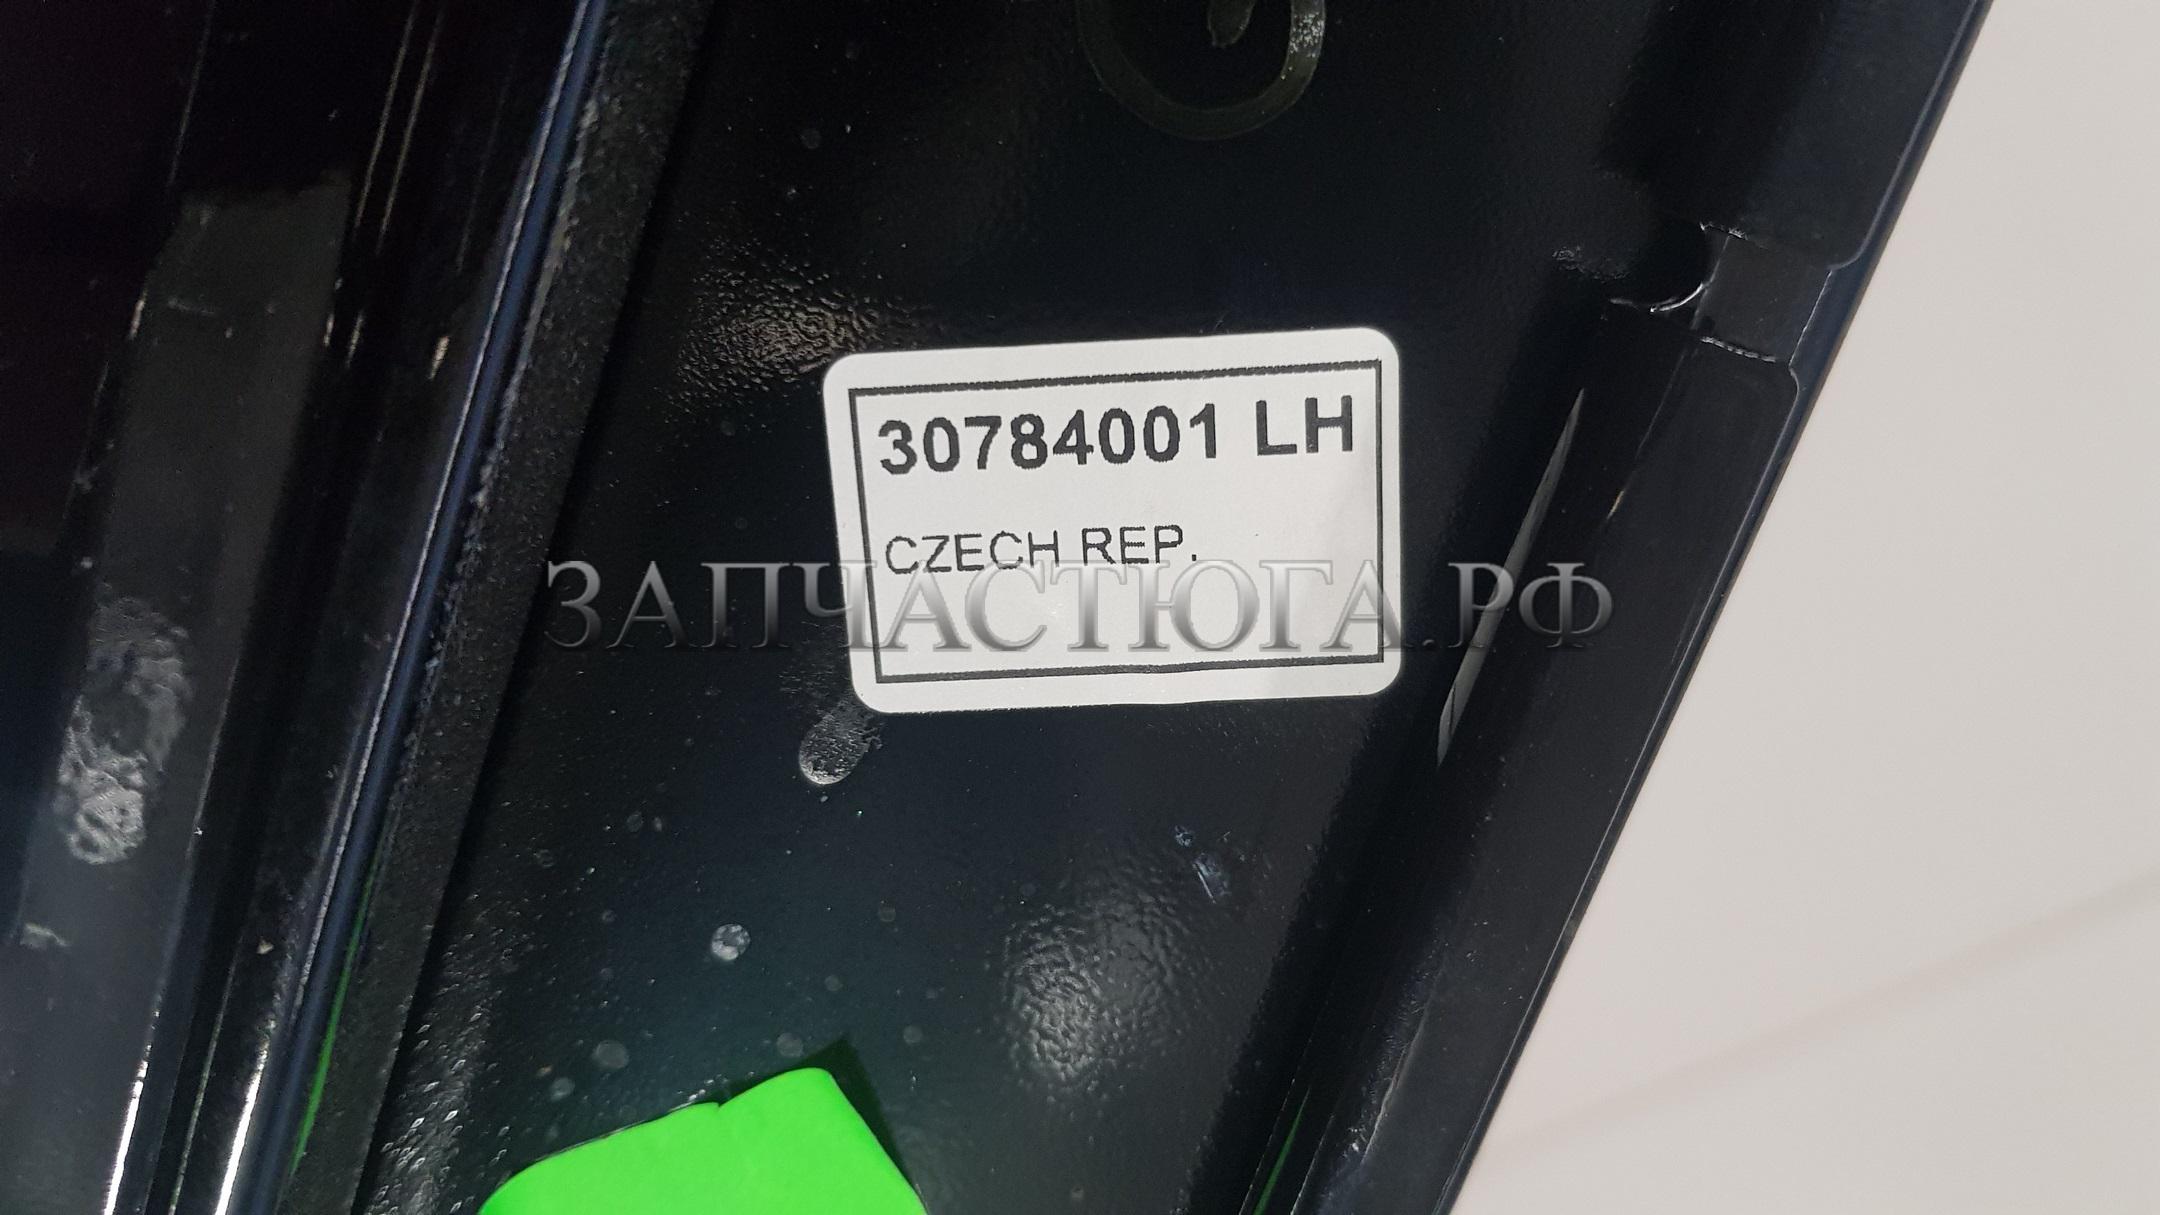 30784001 LH
CZECH REP.
ЗАПЧАСТЮГА.РФ